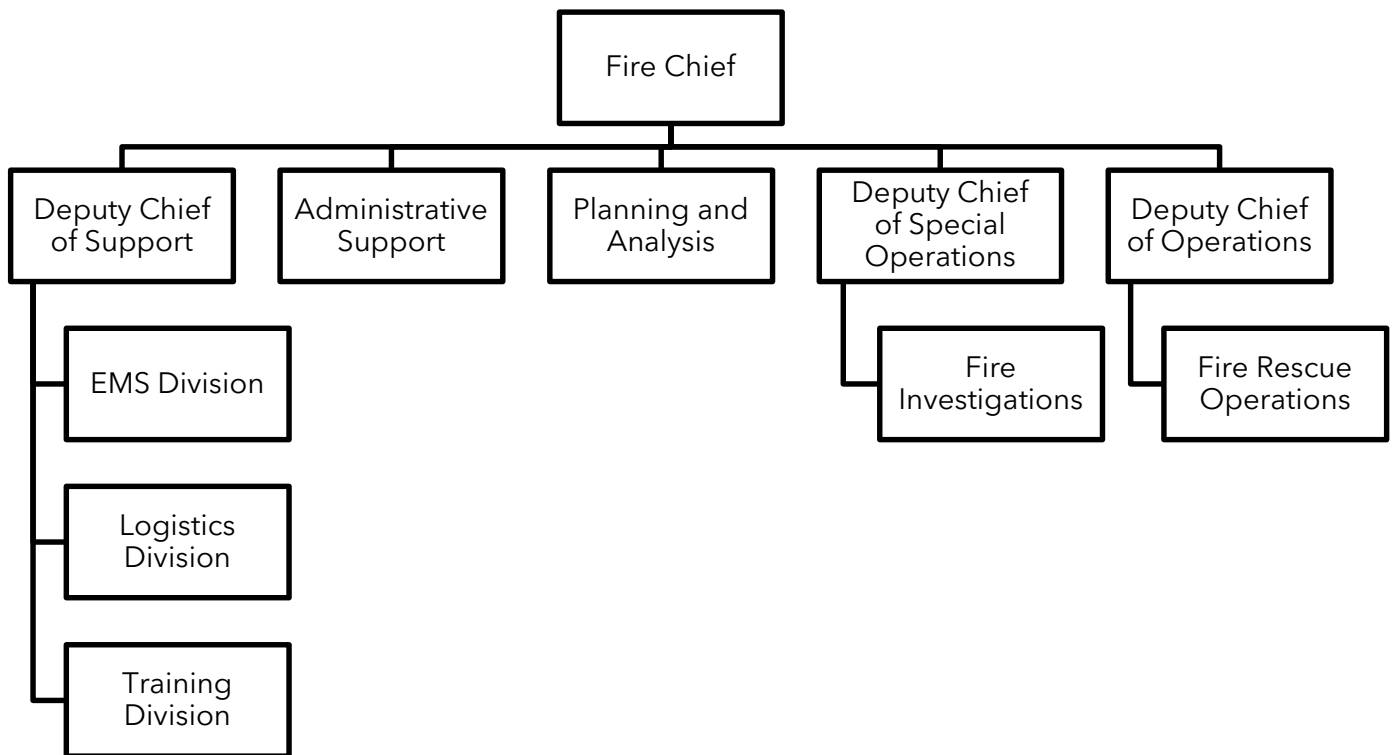 Fire Chief
Deputy Chief
of Support
Administrative
Support
Planning and
Analysis
Deputy Chief
of Special
Operations
Deputy Chief
of Operations
EMS Division
Fire
Investigations
Fire Rescue
Operations
Logistics
Division
Training
Division